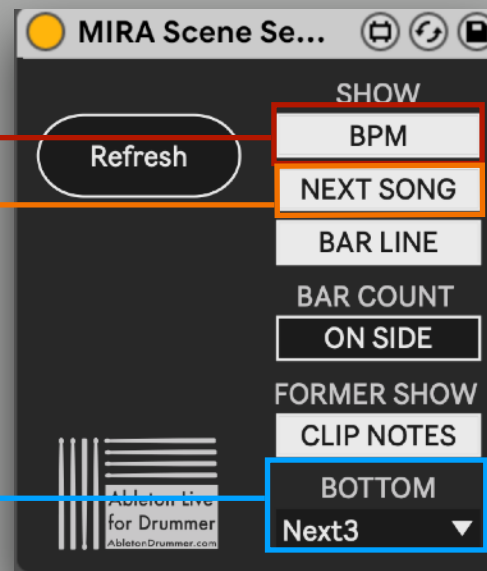 MIRA Scene Se...
SHOW
BPM
Refresh
NEXT SONG
BAR LINE
BAR COUNT
ON SIDE
FORMER SHOW
CLIP NOTES
BOTTOM
Next3
Ableton Live
for Drummer
AbletonDrummer.com